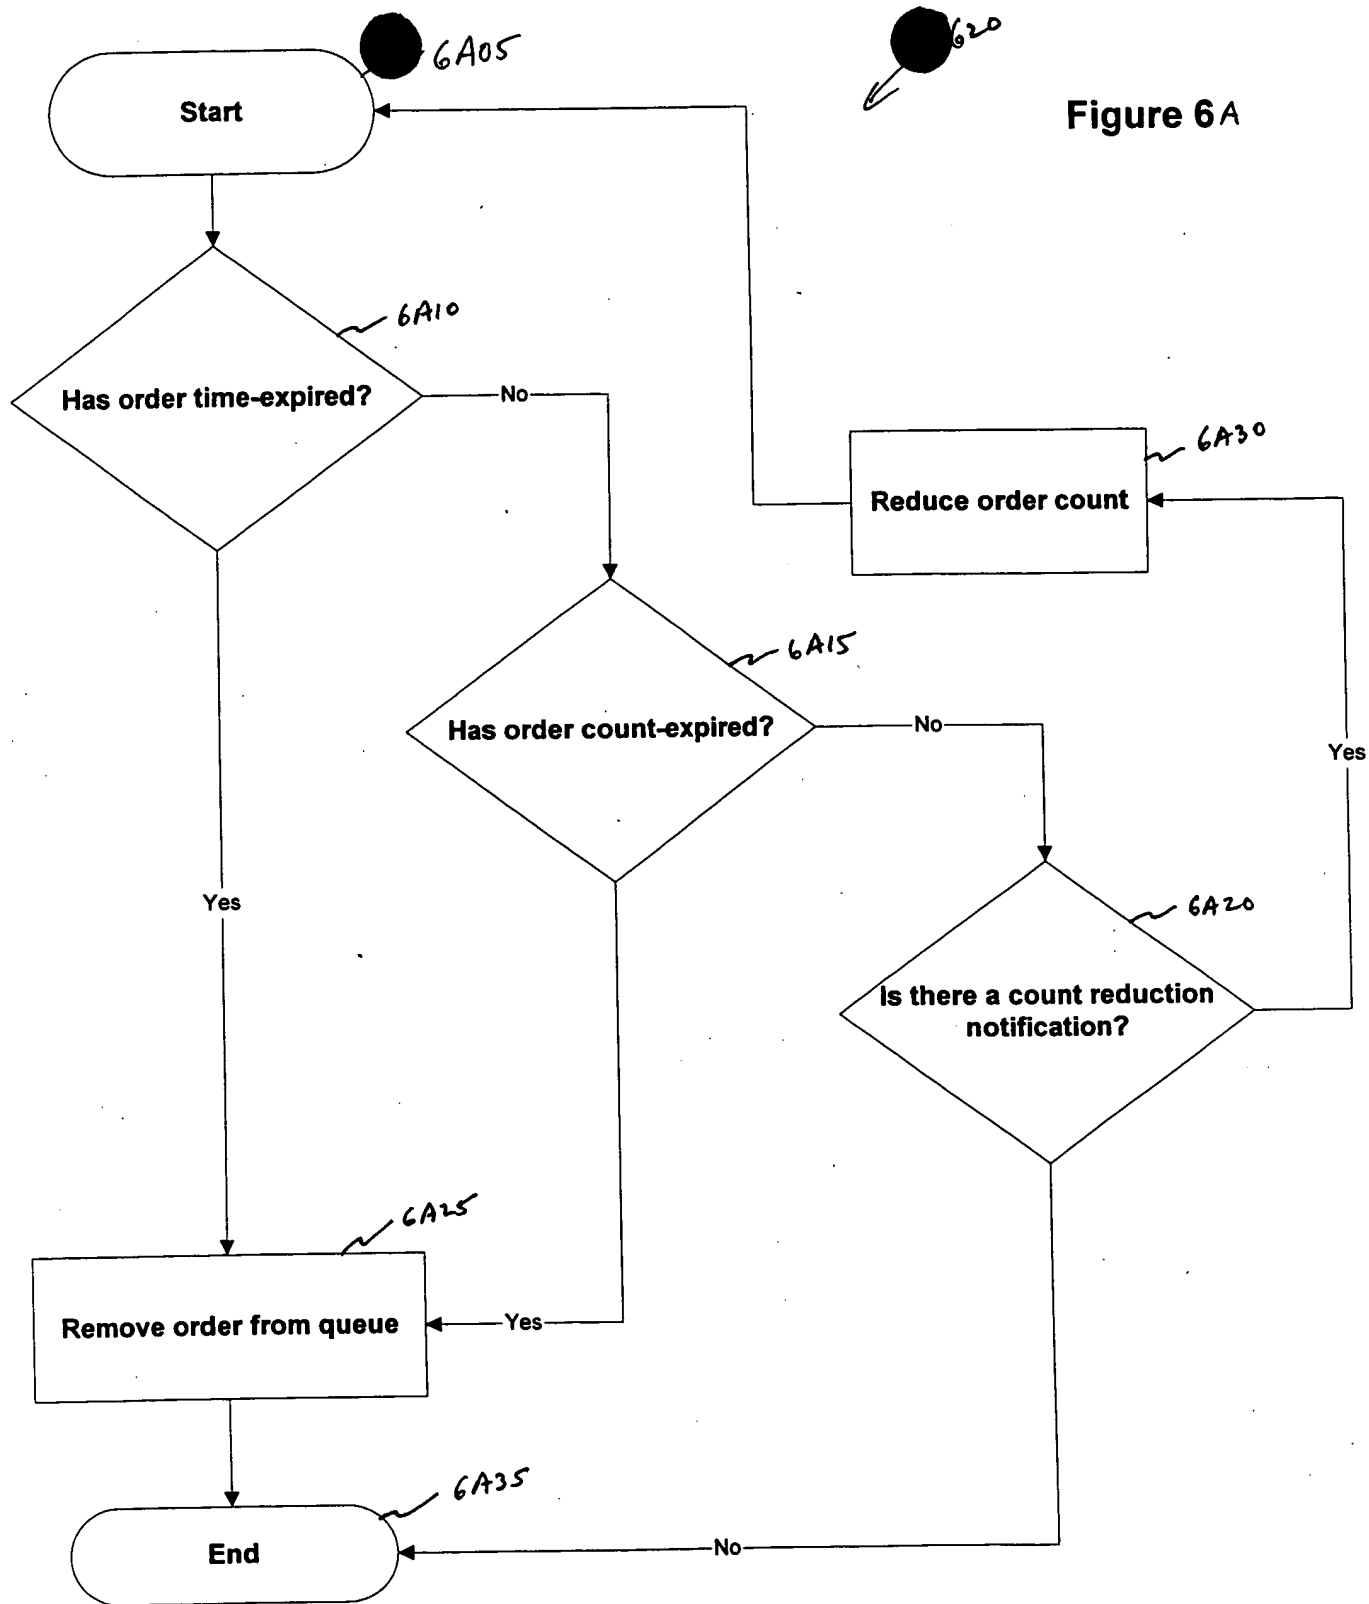 6A05
620
Start
Figure 6A
6A10
Has order time-expired?
No
6A30
Reduce order count
6A15
Has order count-expired?
No
Yes
Yes
6A20
Is there a count reduction
notification?
6A25
Remove order from queue
Yes
6A35
End
No